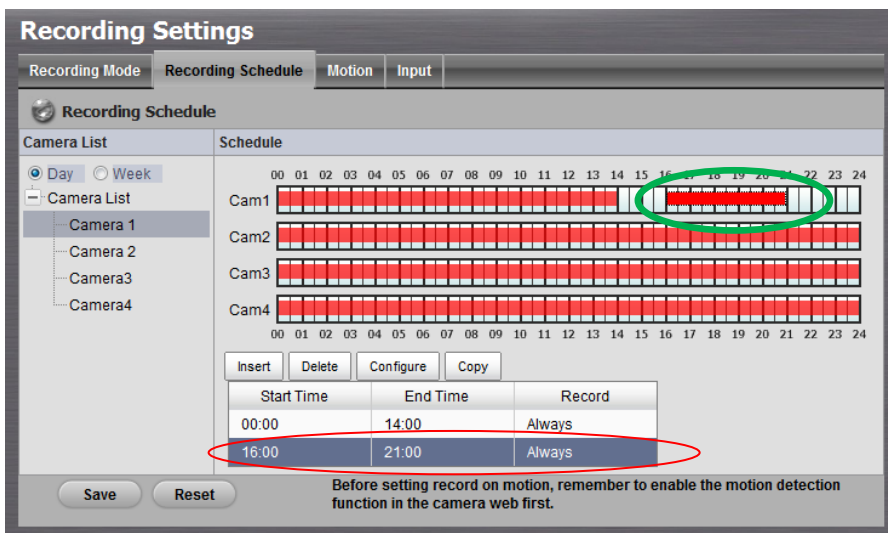 Recording Settings
Recording Mode Recording Schedule Motion Input
Recording Schedule
Camera List Schedule
Day Week
Camera List
Camera 1
Camera 2
Camera3
Camera4
00 01 02 03 04 05 06 07 08 09 10 11 12 13 14 15 16 17 18 19 20 21 22 23 24
Cam1
Cam2
Cam3
Cam4
00 01 02 03 04 05 06 07 08 09 10 11 12 13 14 15 16 17 18 19 20 21 22 23 24
Insert Delete Configure Copy
Start Time End Time Record
00:00 14:00 Always
16:00 21:00 Always
Save Reset
Before setting record on motion, remember to enable the motion detection
function in the camera web first.